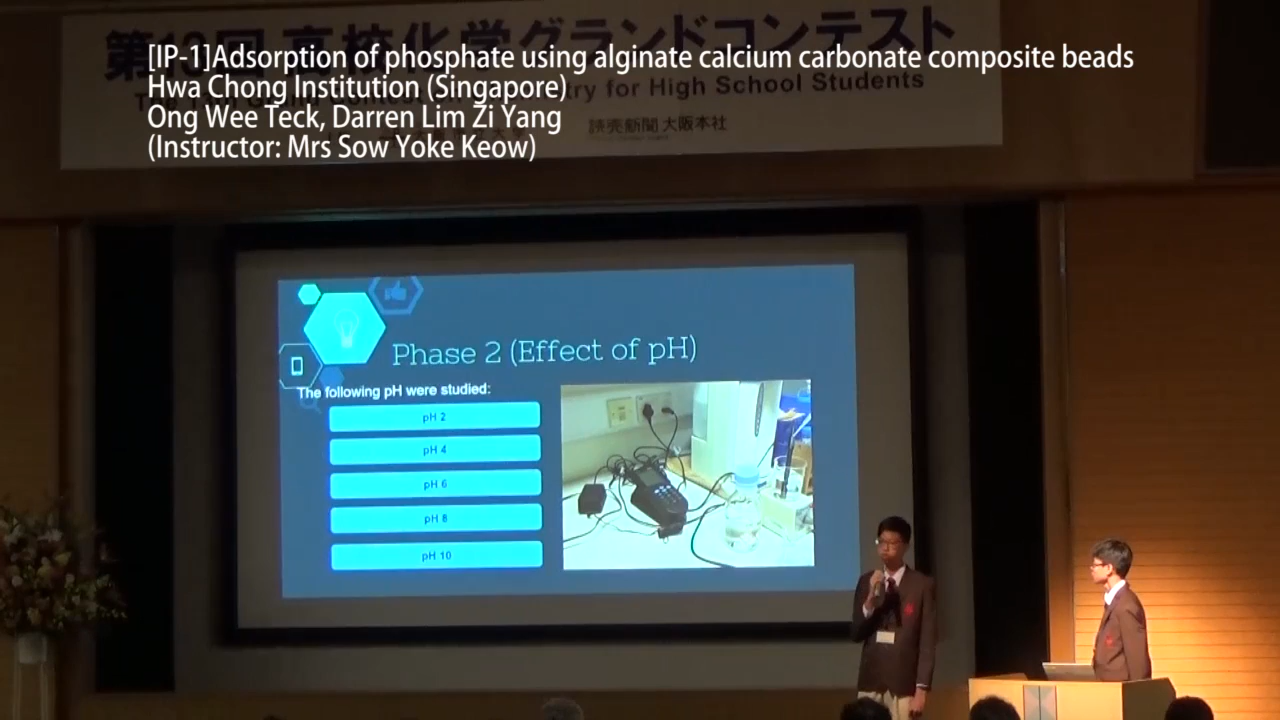 第13回 高校化学グランドコンテスト
[IP-1]Adsorption of phosphate using alginate calcium carbonate composite beads
Hwa Chong Institution (Singapore)
Ong Wee Teck, Darren Lim Zi Yang
(Instructor: Mrs Sow Yoke Keow)
for High School Students
読売新聞大阪本社
Phase 2 (Effect of pH)
The following pH were studied:
pH 2
pH 4
pH 6
pH 8
pH 10